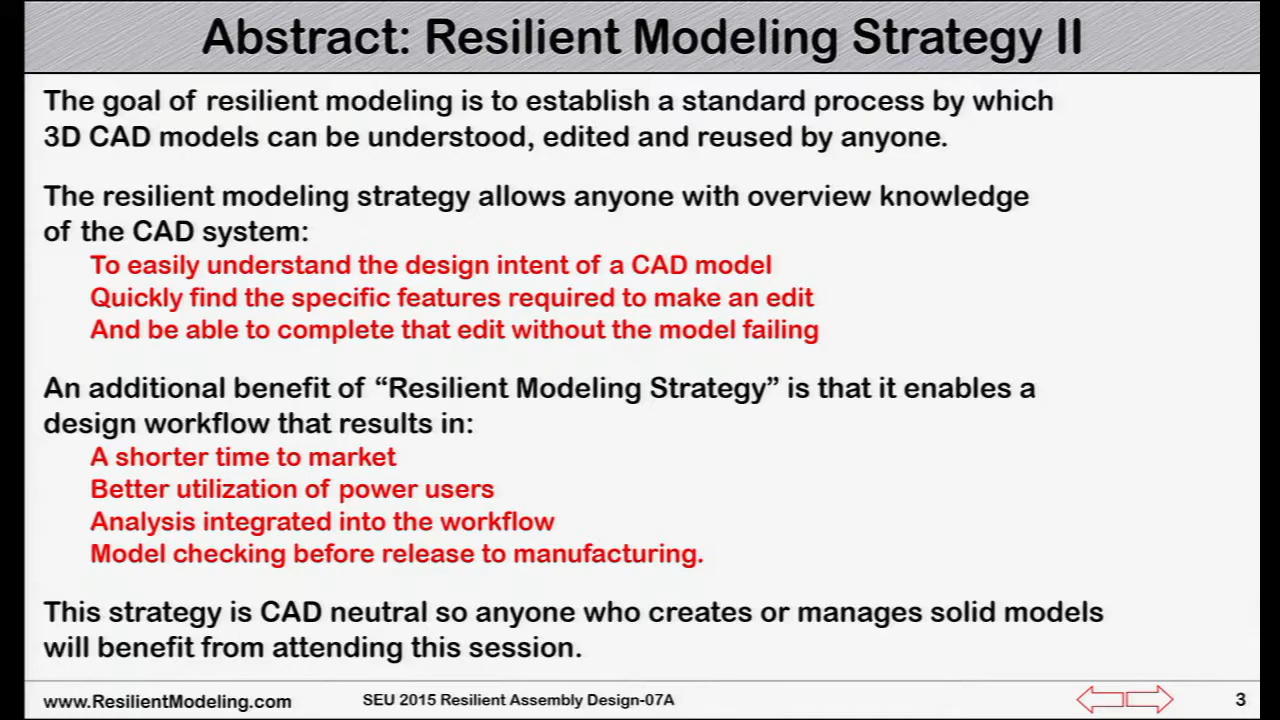 Abstract: Resilient Modeling Strategy II
The goal of resilient modeling is to establish a standard process by which
3D CAD models can be understood, edited and reused by anyone.
The resilient modeling strategy allows anyone with overview knowledge
of the CAD system:
To easily understand the design intent of a CAD model
Quickly find the specific features required to make an edit
And be able to complete that edit without the model failing
An additional benefit of “Resilient Modeling Strategy” is that it enables a
design workflow that results in:
A shorter time to market
Better utilization of power users
Analysis integrated into the workflow
Model checking before release to manufacturing.
This strategy is CAD neutral so anyone who creates or manages solid models
will benefit from attending this session.
www.ResilientModeling.com SEU 2015 Resilient Assembly Design-07A 3